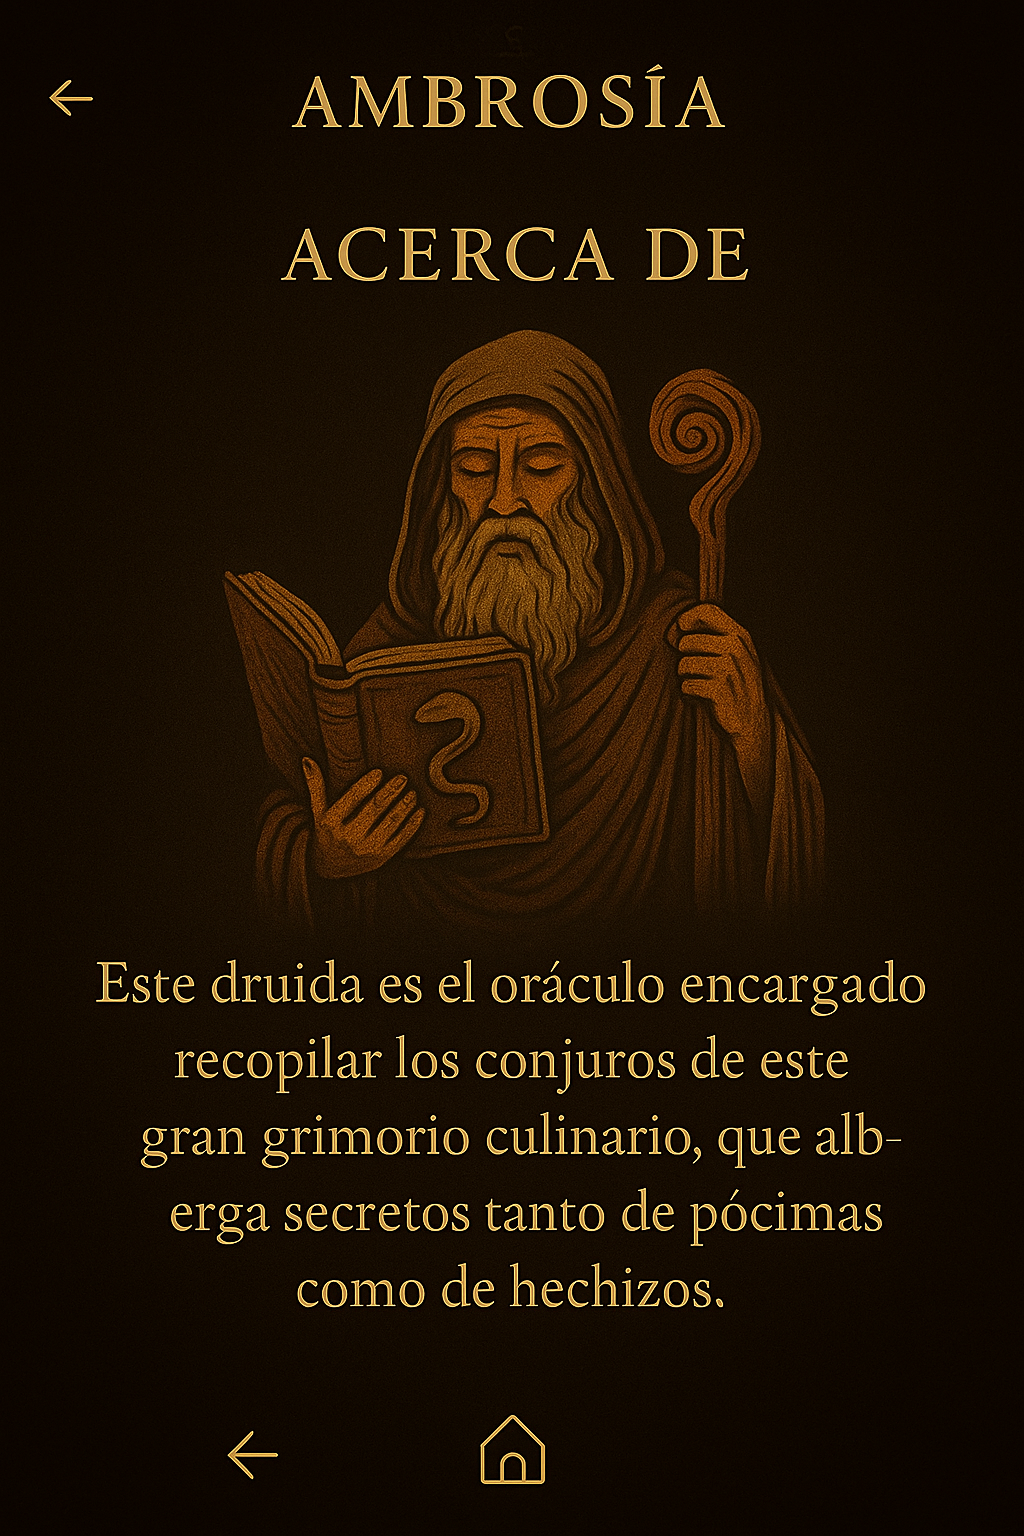 AMBROSÍA
ACERCA DE
Este druida es el oráculo encargado
recopilar los conjuros de este
gran grimorio culinario, que alb-
erga secretos tanto de pócimas
como de hechizos.